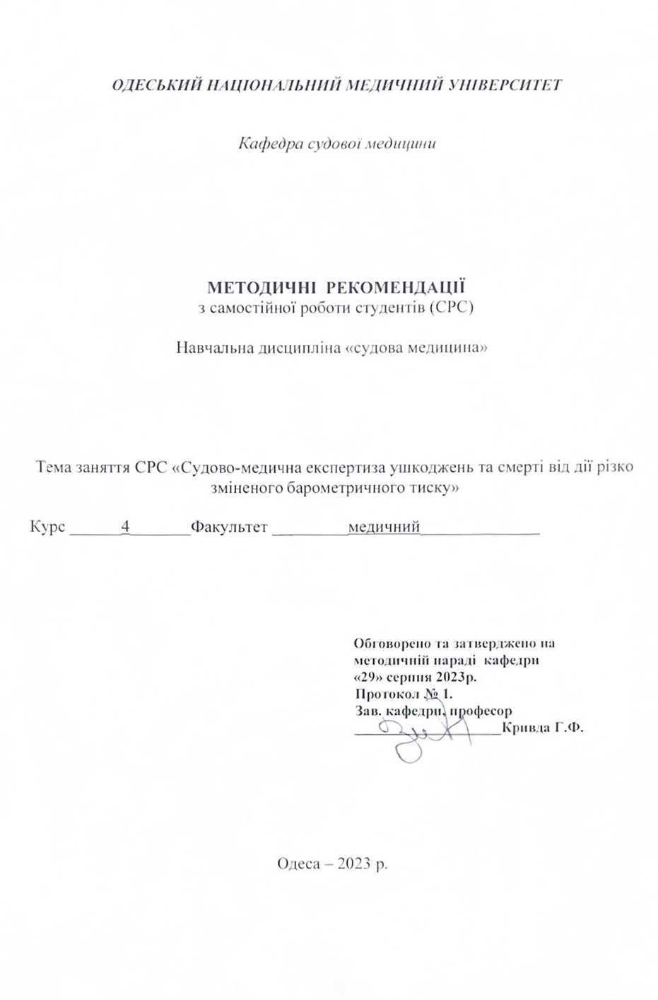 ОДЕСЬКИЙ НАЦІОНАЛЬНИЙ МЕДИЧНИЙ УНІВЕРСИТЕТ
Кафедра судової медицини
МЕТОДИЧНІ РЕКОМЕНДАЦІЇ
з самостійної роботи студентів (СРС)
Навчальна дисципліна «судова медицина»
Тема заняття СРС «Судово-медична експертиза ушкоджень та смерті від дії різко
зміненого барометричного тиску»
Курс ______4_______Факультет _________медичний______________
Обговорено та затверджено на
методичній нараді кафедри
«29» серпня 2023р.
Протокол № 1.
Зав. кафедри, професор
___________________Кривда Г.Ф.
Одеса – 2023 р.